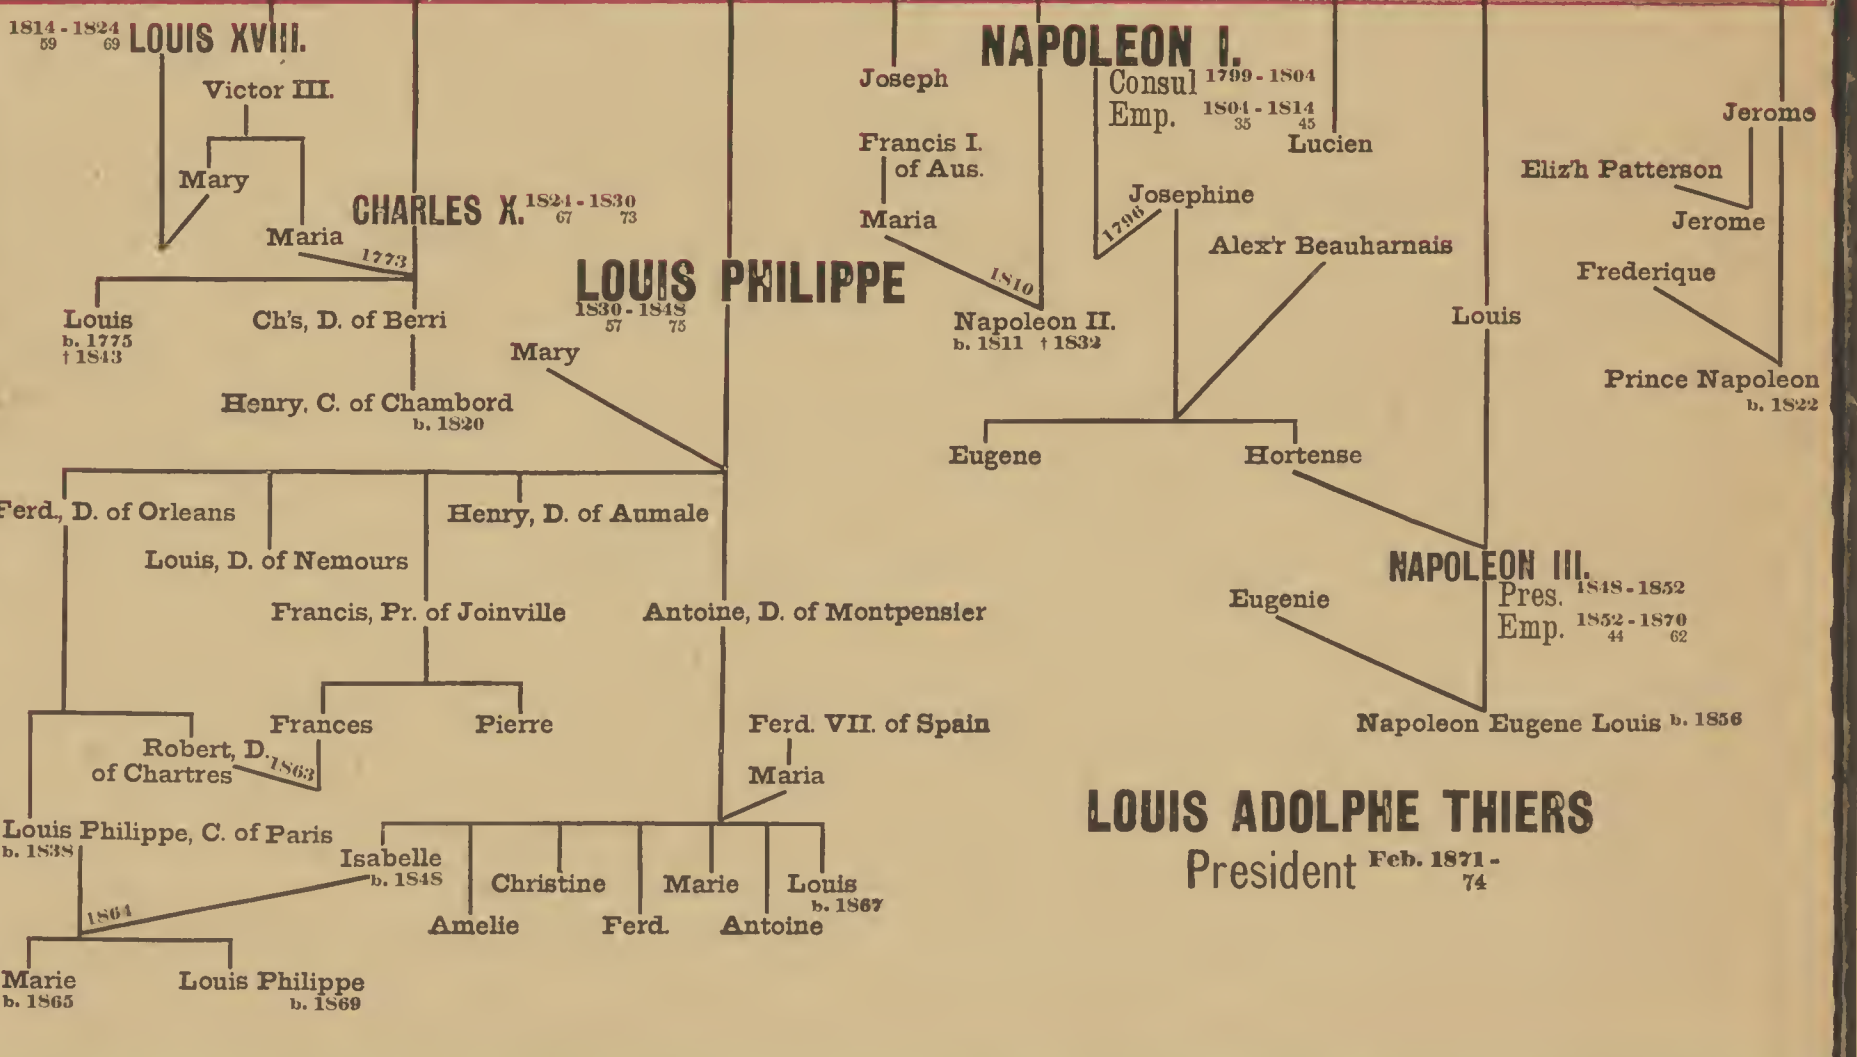 1814-1824 LOUIS XVIII.
59 69
Victor III.
Mary
Maria
1773
CHARLES X. 1824-1830
67 73
Louis
b. 1775
† 1843
Ch's, D. of Berri
Henry, C. of Chambord
b. 1820
LOUIS PHILIPPE
1830-1848
57 75
Mary
Ferd., D. of Orleans
Henry, D. of Aumale
Louis, D. of Nemours
Francis, Pr. of Joinville
Antoine, D. of Montpensier
Frances
Pierre
Robert, D.
of Chartres
1863
Ferd. VII. of Spain
Maria
Louis Philippe, C. of Paris
b. 1838
Isabelle
b. 1848
1864
Christine
Marie
Louis
b. 1867
Amelie
Ferd.
Antoine
Marie
b. 1865
Louis Philippe
b. 1869
Joseph
NAPOLEON I.
Consul 1799-1804
Emp. 1804-1814
35 45
Lucien
Jerome
Francis I.
of Aus.
Maria
1810
Josephine
1796
Alex'r Beauharnais
Napoleon II.
b. 1811 † 1832
Eugene
Hortense
Louis
Eliz'h Patterson
Jerome
Frederique
Prince Napoleon
b. 1822
NAPOLEON III.
Pres. 1848-1852
Emp. 1852-1870
44 62
Eugenie
Napoleon Eugene Louis b. 1856
LOUIS ADOLPHE THIERS
President Feb. 1871-
74